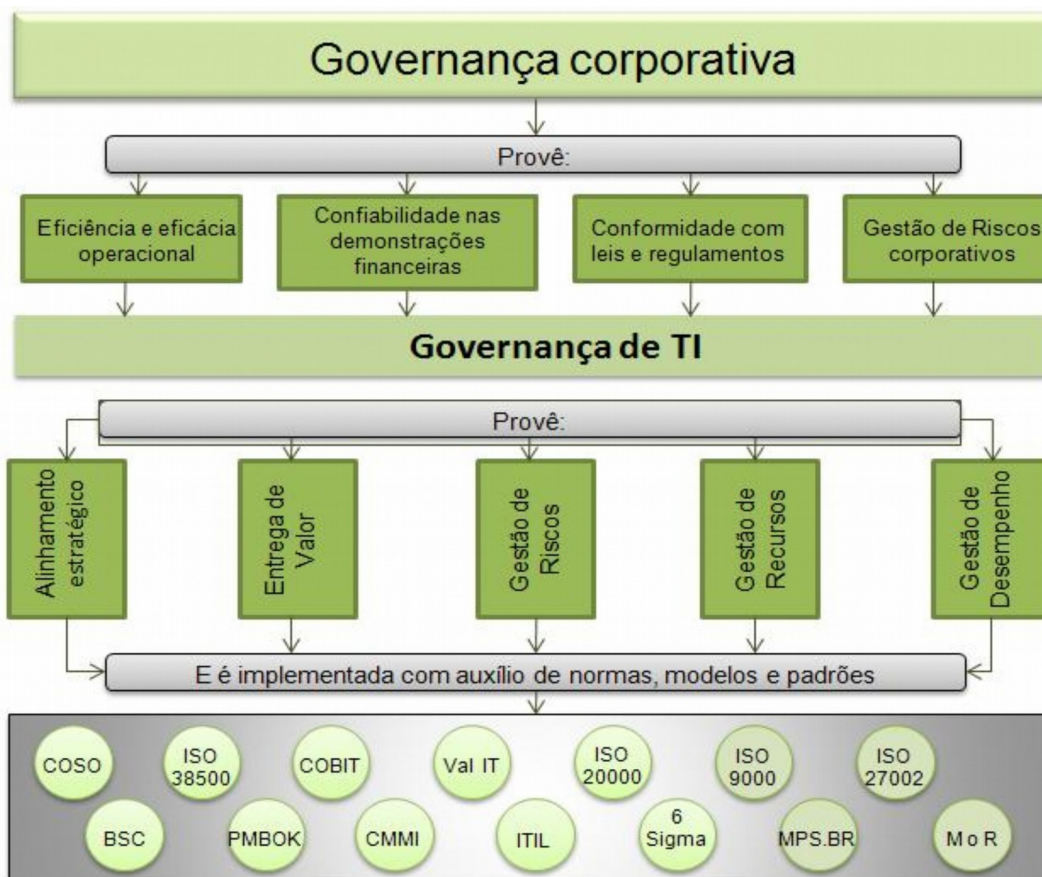 Governança corporativa
Provê:
Eficiência e eficácia
operacional
Confiabilidade nas
demonstrações
financeiras
Conformidade com
leis e regulamentos
Gestão de Riscos
corporativos
Governança de TI
Provê:
Alinhamento
estratégico
Entrega de
Valor
Gestão de
Riscos
Gestão de
Recursos
Gestão de
Desempenho
E é implementada com auxílio de normas, modelos e padrões
COSO
ISO
38500
COBIT
Val IT
ISO
20000
ISO
9000
ISO
27002
BSC
PMBOK
CMMI
ITIL
6
Sigma
MPS.BR
M o R